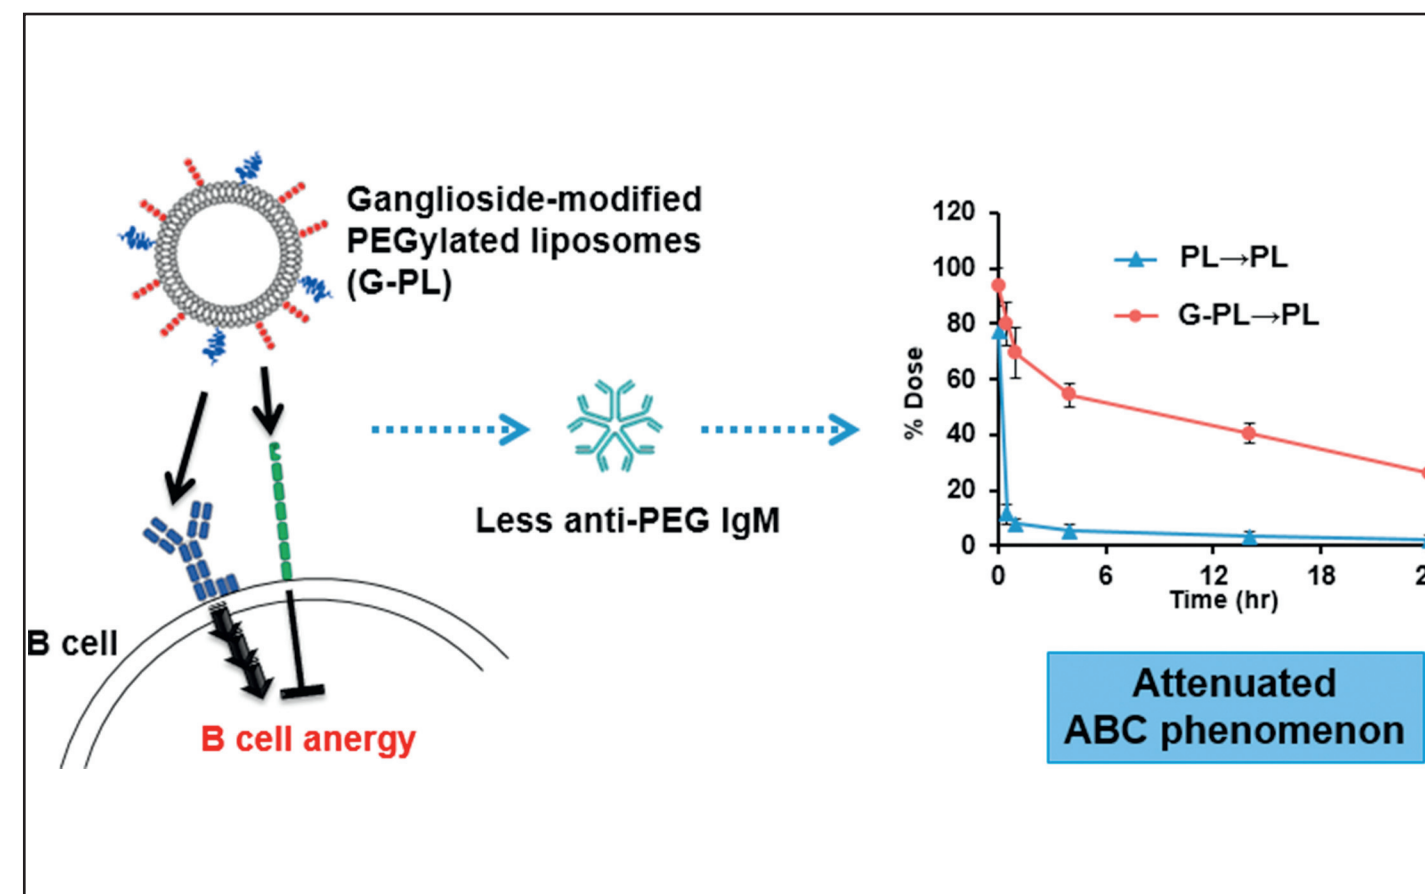 Ganglioside-modified
PEGylated liposomes
(G-PL)
Less anti-PEG IgM
B cell
B cell anergy
120
100
80
60
40
20
0
% Dose
PL→PL
G-PL→PL
0 6 12 18 2
Time (hr)
Attenuated
ABC phenomenon